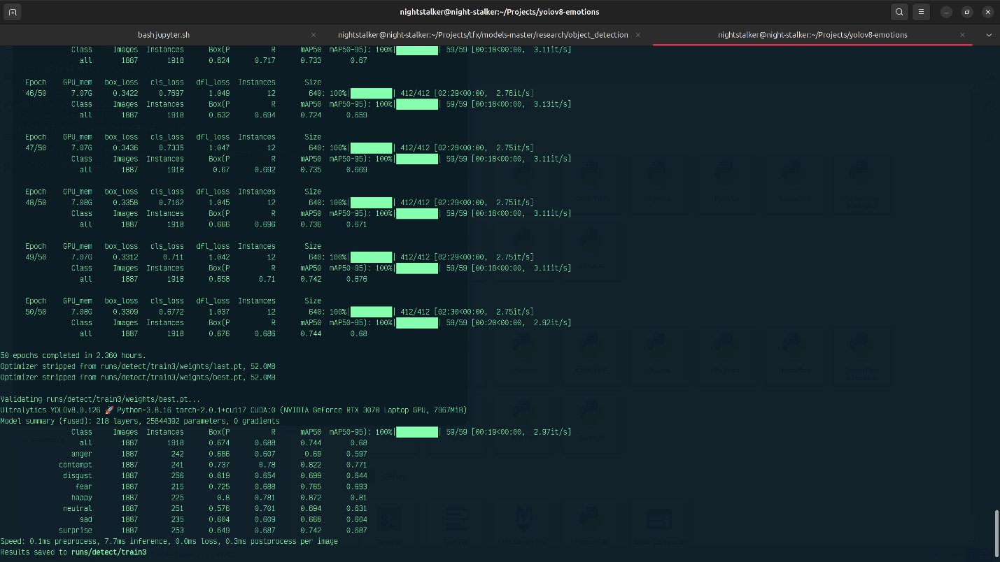 nightstalker@night-stalker:~/Projects/yolov8-emotions
bash jupyter.sh
nightstalker@night-stalker:~/Projects/tfx/models-master/research/object_detection
nightstalker@night-stalker:~/Projects/yolov8-emotions
Class Images Instances Box(P R mAP50 mAP50-95): 100%| | 59/59 [00:18<00:00, 3.11it/s]
all 1887 1918 0.624 0.717 0.733 0.67
Epoch GPU_mem box_loss cls_loss dfl_loss Instances Size
46/50 7.07G 0.3422 0.7697 1.049 12 640: 100%| | 412/412 [02:29<00:00, 2.76it/s]
Class Images Instances Box(P R mAP50 mAP50-95): 100%| | 59/59 [00:18<00:00, 3.13it/s]
all 1887 1918 0.632 0.694 0.724 0.659
Epoch GPU_mem box_loss cls_loss dfl_loss Instances Size
47/50 7.07G 0.3436 0.7335 1.047 12 640: 100%| | 412/412 [02:29<00:00, 2.75it/s]
Class Images Instances Box(P R mAP50 mAP50-95): 100%| | 59/59 [00:18<00:00, 3.11it/s]
all 1887 1918 0.67 0.692 0.735 0.669
Epoch GPU_mem box_loss cls_loss dfl_loss Instances Size
48/50 7.08G 0.3358 0.7162 1.045 12 640: 100%| | 412/412 [02:29<00:00, 2.75it/s]
Class Images Instances Box(P R mAP50 mAP50-95): 100%| | 59/59 [00:18<00:00, 3.11it/s]
all 1887 1918 0.666 0.696 0.736 0.671
Epoch GPU_mem box_loss cls_loss dfl_loss Instances Size
49/50 7.07G 0.3312 0.711 1.042 12 640: 100%| | 412/412 [02:29<00:00, 2.75it/s]
Class Images Instances Box(P R mAP50 mAP50-95): 100%| | 59/59 [00:18<00:00, 3.11it/s]
all 1887 1918 0.658 0.71 0.742 0.676
Epoch GPU_mem box_loss cls_loss dfl_loss Instances Size
50/50 7.08G 0.3309 0.6772 1.037 12 640: 100%| | 412/412 [02:30<00:00, 2.75it/s]
Class Images Instances Box(P R mAP50 mAP50-95): 100%| | 59/59 [00:20<00:00, 2.92it/s]
all 1887 1918 0.676 0.686 0.744 0.68
50 epochs completed in 2.360 hours.
Optimizer stripped from runs/detect/train3/weights/last.pt, 52.0MB
Optimizer stripped from runs/detect/train3/weights/best.pt, 52.0MB
Validating runs/detect/train3/weights/best.pt...
Ultralytics YOLOv8.0.126 🚀 Python-3.8.16 torch-2.0.1+cu117 CUDA:0 (NVIDIA GeForce RTX 3070 Laptop GPU, 7967MiB)
Model summary (fused): 218 layers, 25844392 parameters, 0 gradients
Class Images Instances Box(P R mAP50 mAP50-95): 100%| | 59/59 [00:19<00:00, 2.97it/s]
all 1887 1918 0.674 0.688 0.744 0.68
anger 1887 242 0.686 0.607 0.69 0.597
contempt 1887 241 0.737 0.78 0.822 0.771
disgust 1887 256 0.619 0.654 0.699 0.644
fear 1887 215 0.725 0.688 0.765 0.693
happy 1887 225 0.8 0.781 0.872 0.81
neutral 1887 251 0.576 0.701 0.694 0.631
sad 1887 235 0.604 0.609 0.668 0.604
surprise 1887 253 0.649 0.687 0.742 0.687
Speed: 0.1ms preprocess, 7.7ms inference, 0.0ms loss, 0.3ms postprocess per image
Results saved to runs/detect/train3